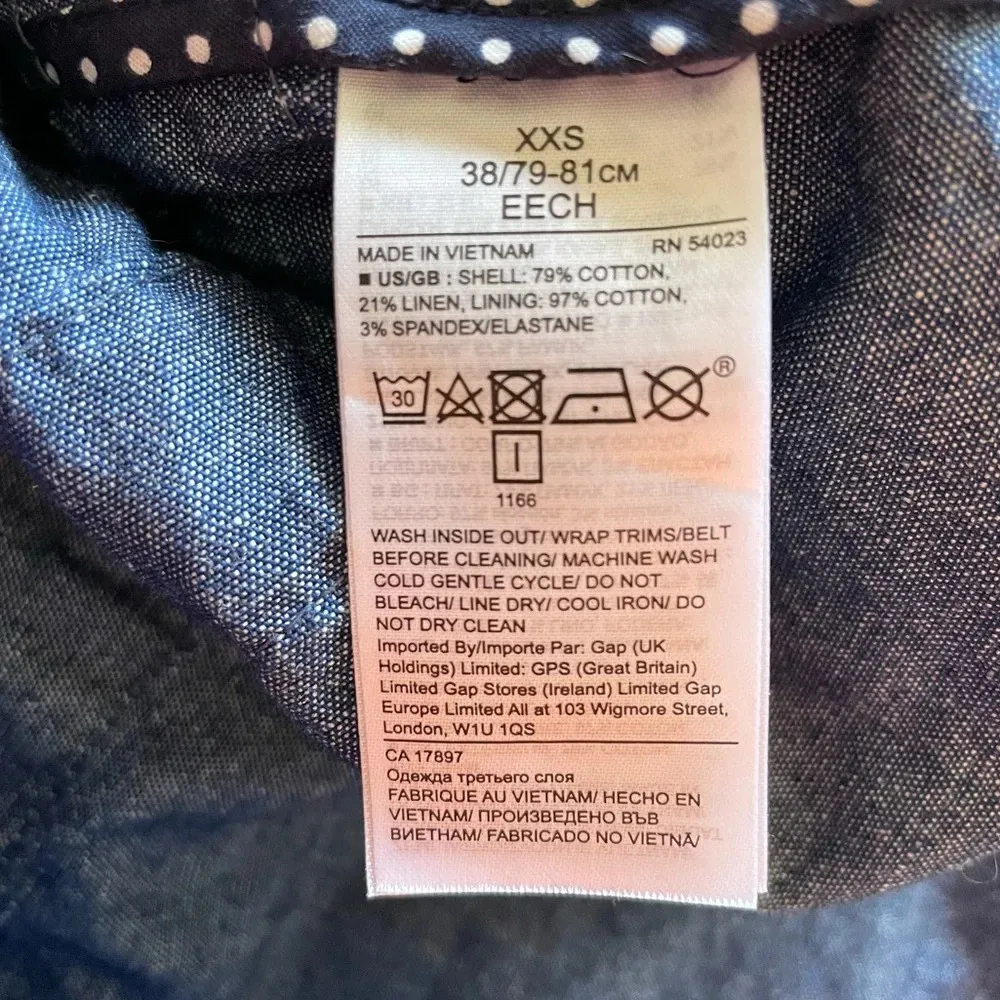 XXS
38/79-81CM
EECH
MADE IN VIETNAM RN 54023
■ US/GB : SHELL: 79% COTTON,
21% LINEN, LINING: 97% COTTON,
3% SPANDEX/ELASTANE
30
®
1166
WASH INSIDE OUT/ WRAP TRIMS/BELT
BEFORE CLEANING/ MACHINE WASH
COLD GENTLE CYCLE/ DO NOT
BLEACH/ LINE DRY/ COOL IRON/ DO
NOT DRY CLEAN
Imported By/Importe Par: Gap (UK
Holdings) Limited: GPS (Great Britain)
Limited Gap Stores (Ireland) Limited Gap
Europe Limited All at 103 Wigmore Street,
London, W1U 1QS
CA 17897
Одежда третьего слоя
FABRIQUE AU VIETNAM/ HECHO EN
VIETNAM/ ПРОИЗВЕДЕНО ВЪВ
ВИЕТНАМ/ FABRICADO NO VIETNÃ/